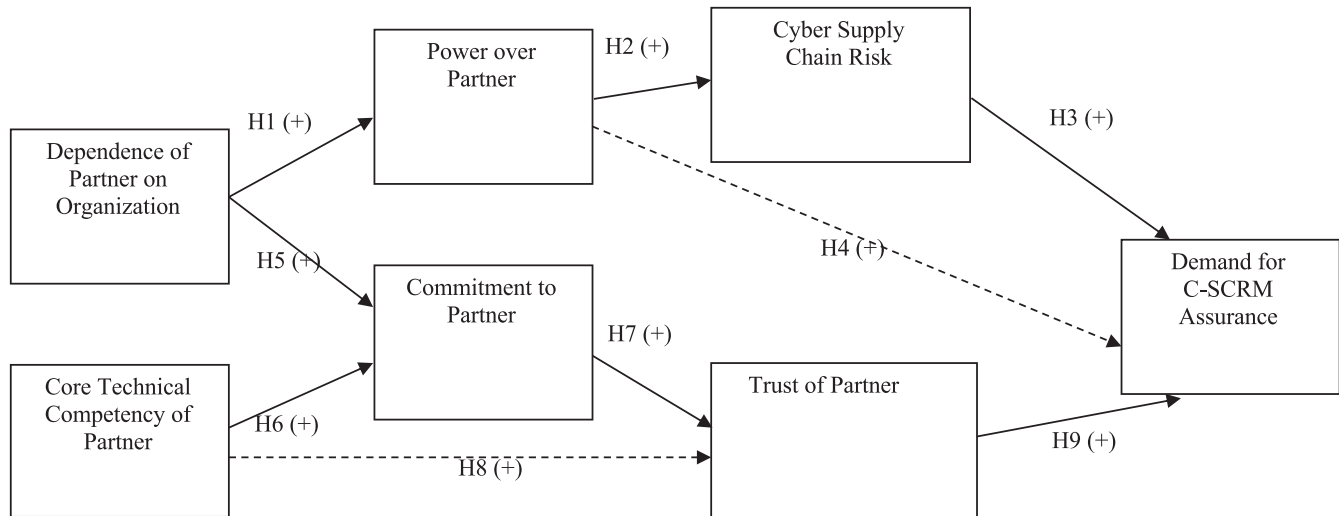 H1 (+)
H2 (+)
Power over
Partner
Cyber Supply
Chain Risk
H3 (+)
Dependence of
Partner on
Organization
H4 (+)
H5 (+)
Commitment to
Partner
H7 (+)
Demand for
C-SCRM
Assurance
Core Technical
Competency of
Partner
H6 (+)
H8 (+)
Trust of Partner
H9 (+)